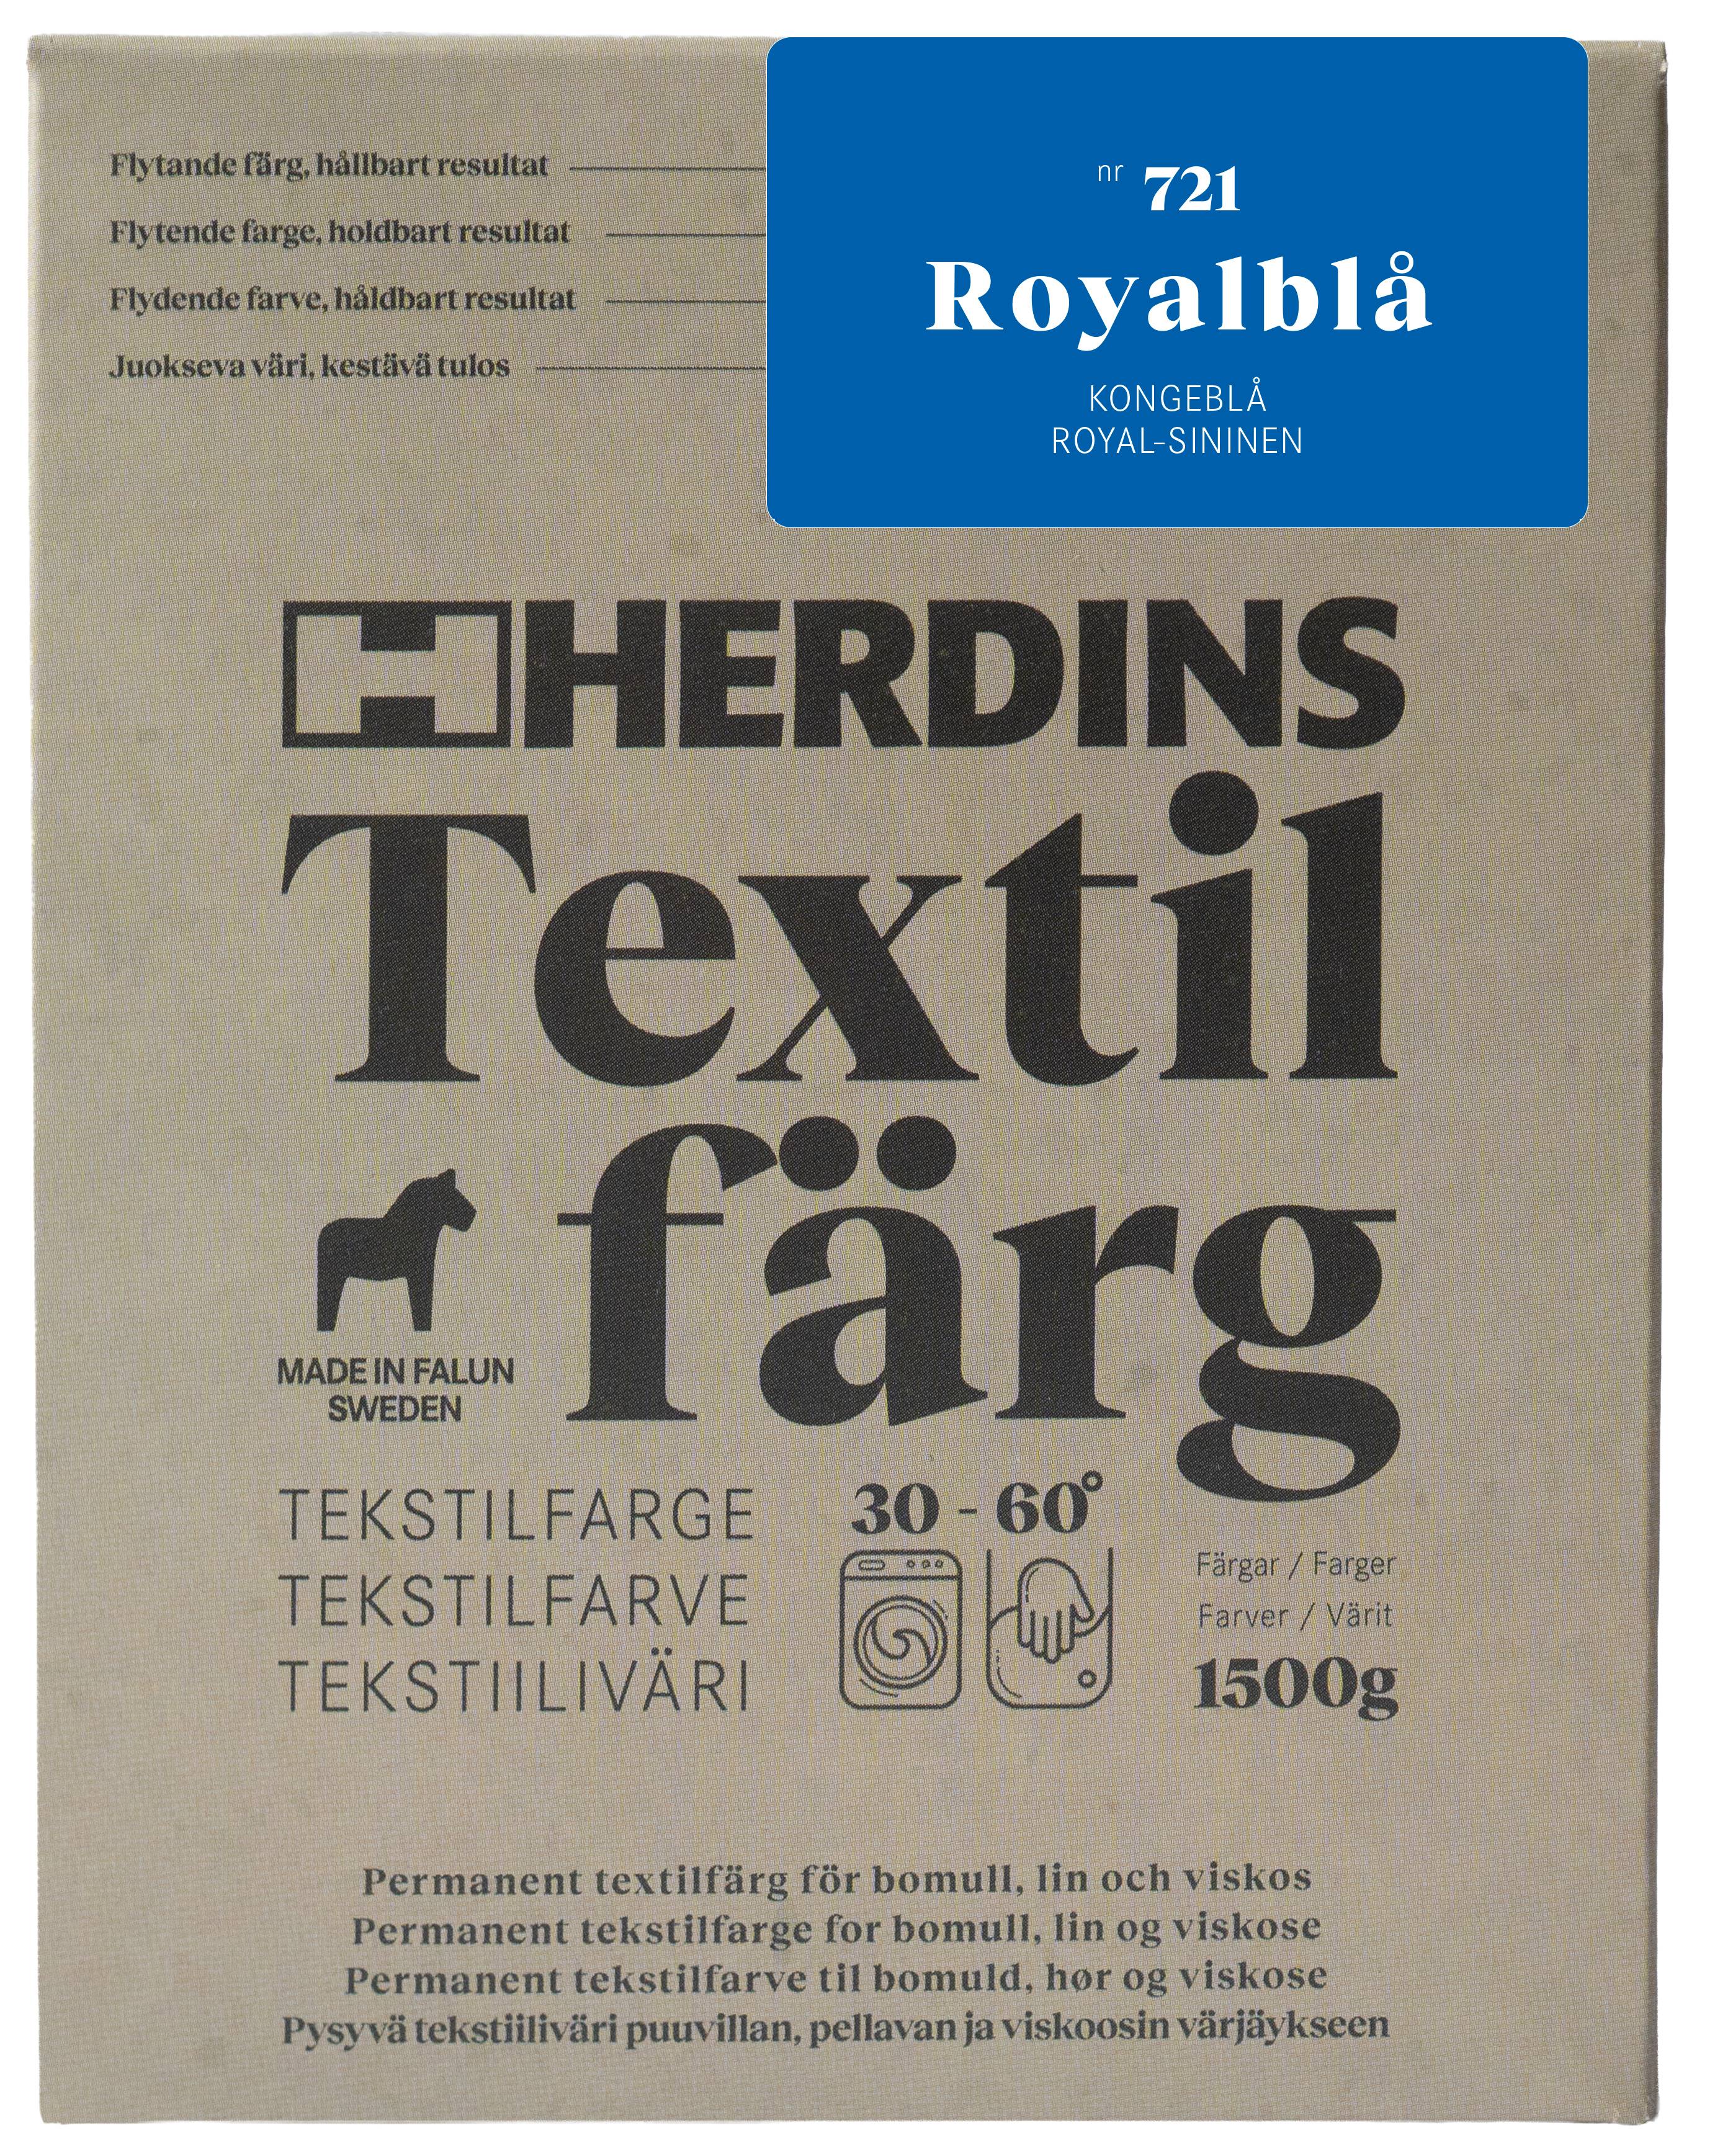 Flytande färg, hållbart resultat
Flytende farge, holdbart resultat
Flydende farve, håldbart resultat
Juokseva väri, kestävä tulos
nr 721
Royalblå
KONGEBLÅ
ROYAL-SININEN
H HERDINS
Textil
färg
MADE IN FALUN
SWEDEN
TEKSTILFARGE
TEKSTILFARVE
TEKSTIILIVÄRI
30 - 60°
Färgar / Farger
Farver / Värit
1500g
Permanent textilfärg för bomull, lin och viskos
Permanent tekstilfarge for bomull, lin og viskose
Permanent tekstilfarve til bomuld, hør og viskose
Pysyvä tekstiiliväri puuvillan, pellavan ja viskoosin värjäykseen